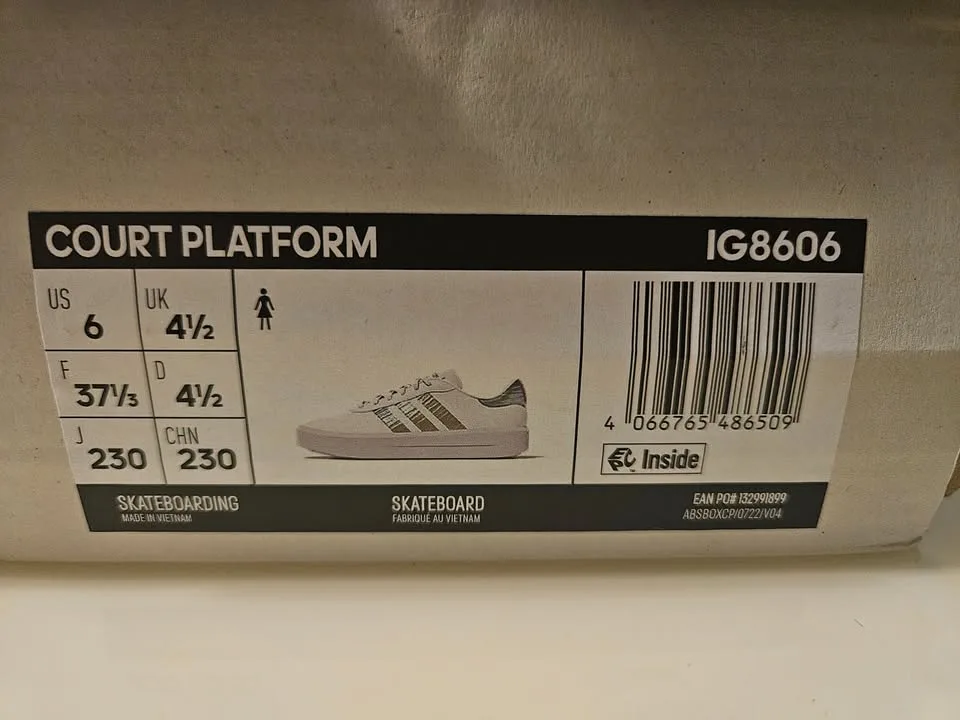 COURT PLATFORM IG8606
US 6 UK 4½
F 37⅓ D 4½
J 230 CHN 230
4 066765 486509
EPC Inside
SKATEBOARDING SKATEBOARD EAN PO# 132991899
MADE IN VIETNAM FABRIQUÉ AU VIETNAM ABSBOXCP/0722/V04